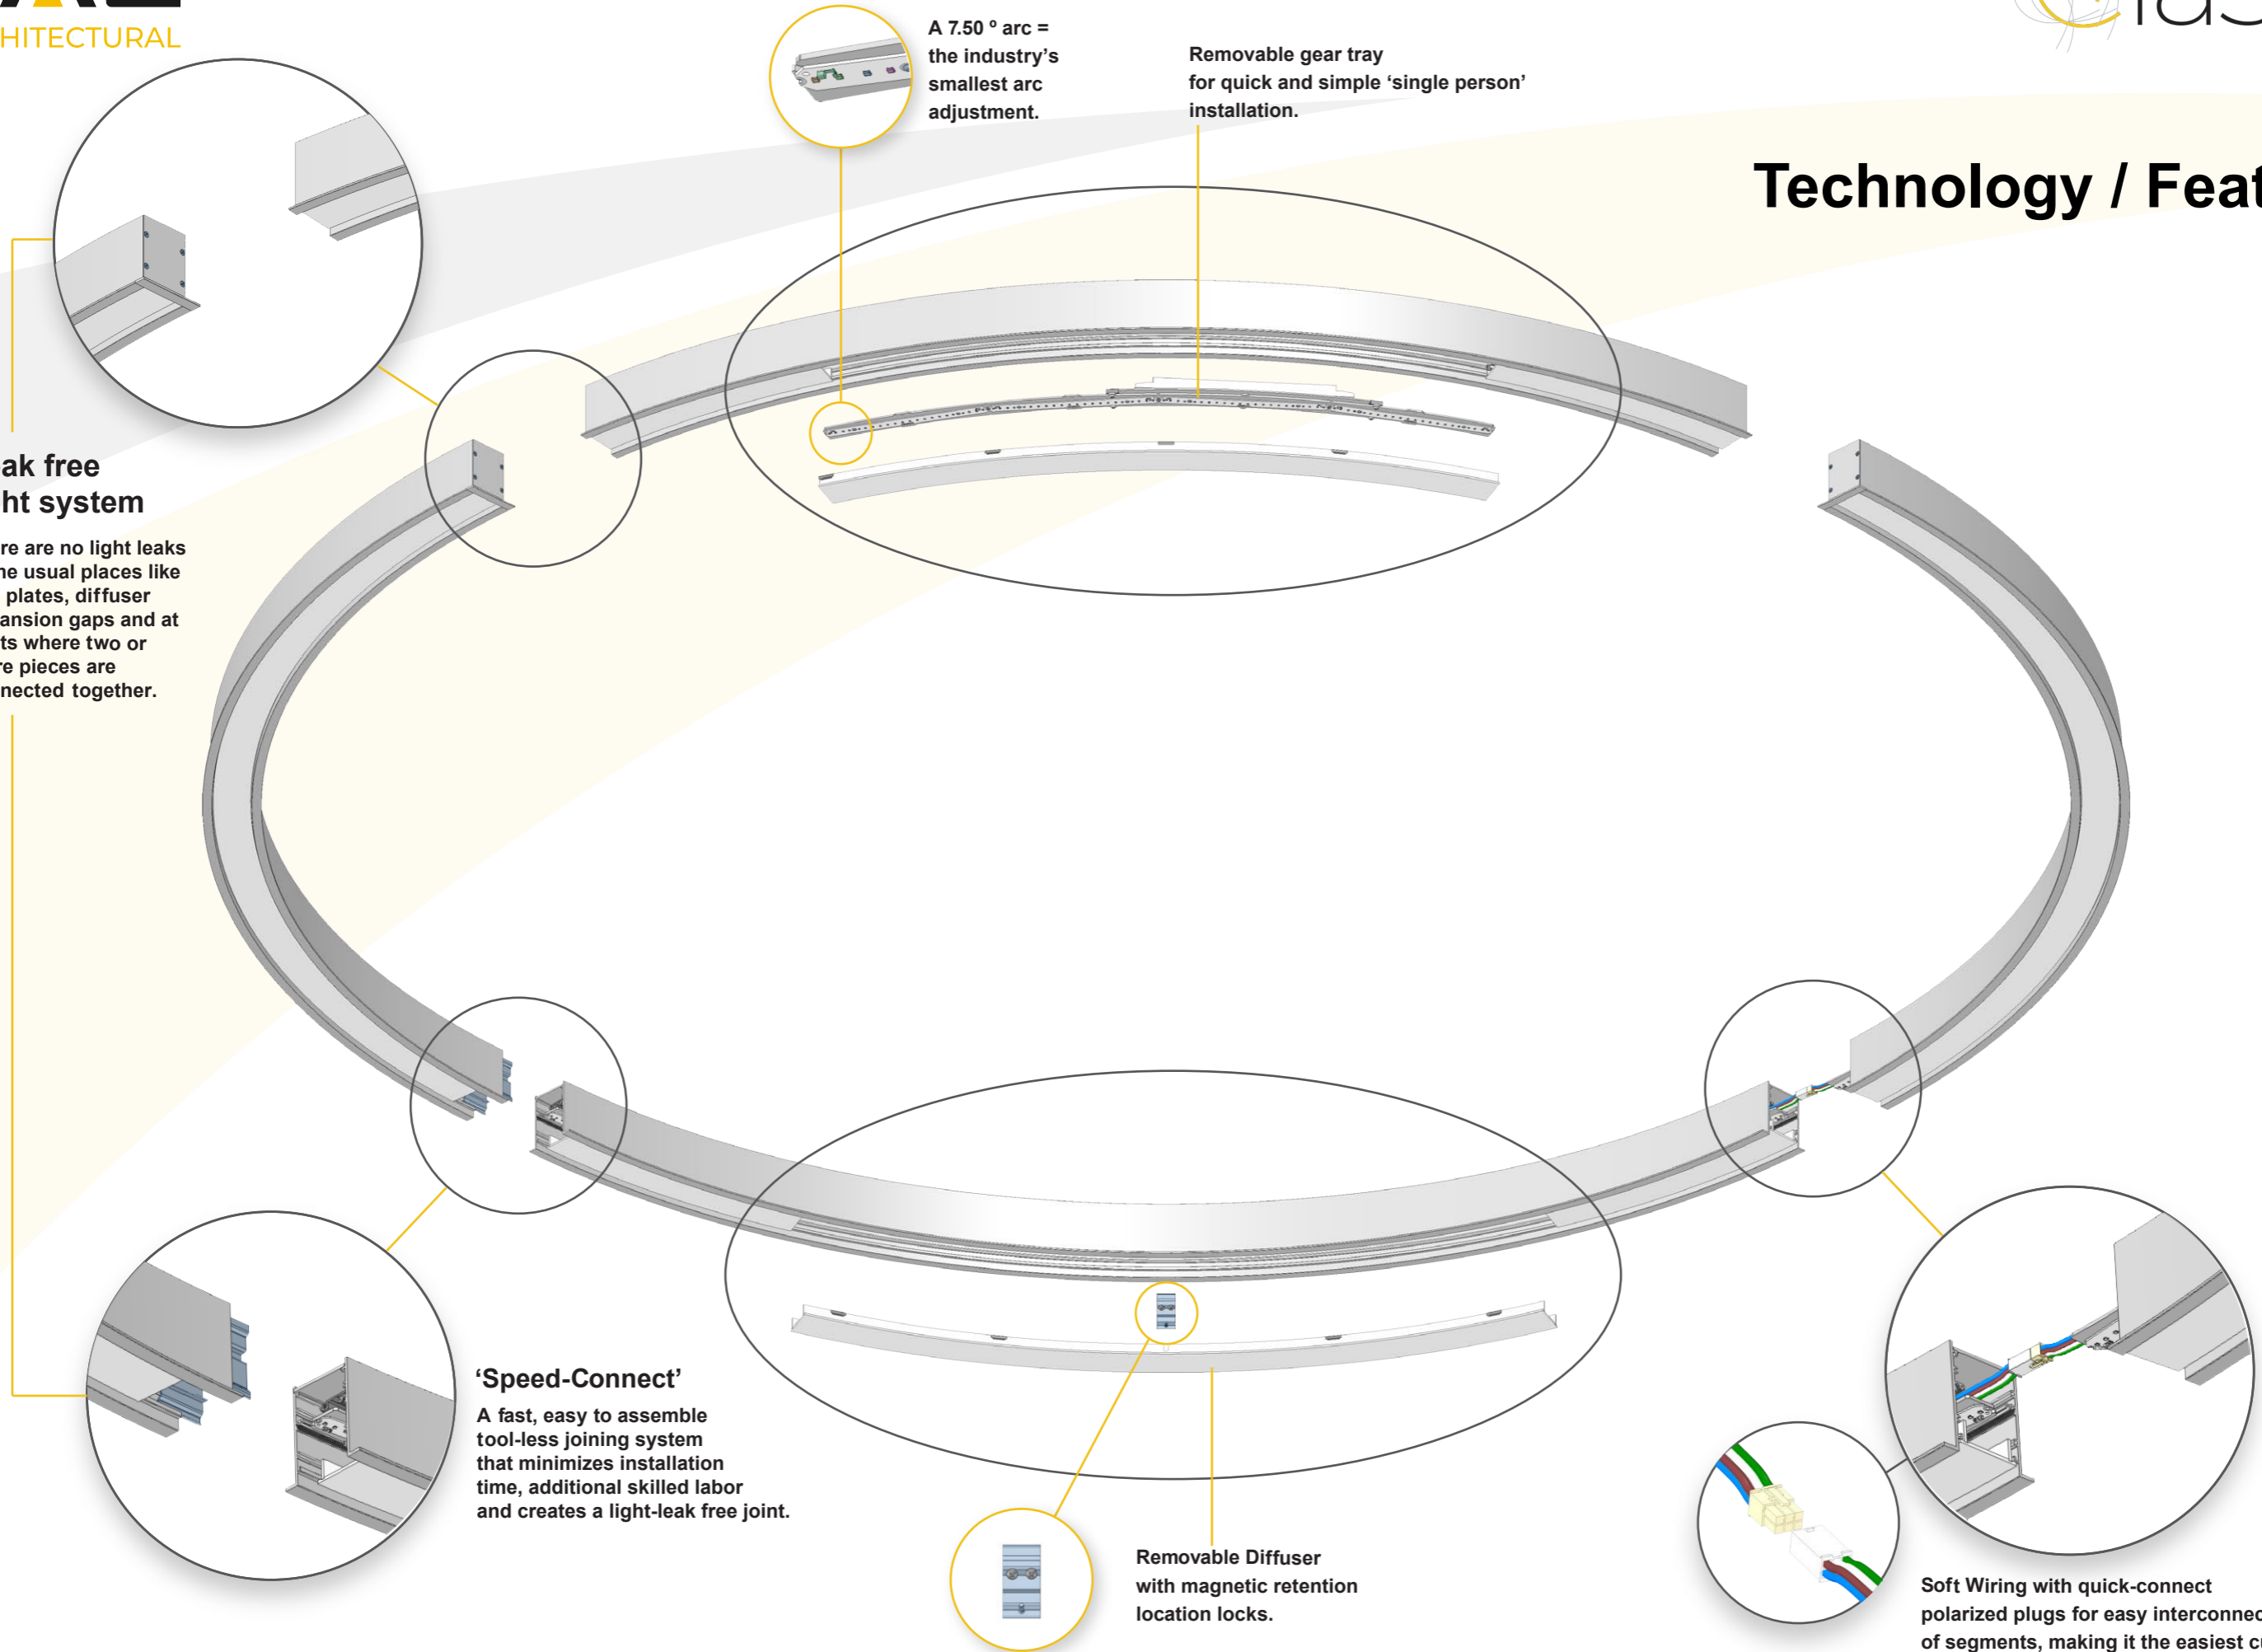 HITECTURAL
A 7.50 º arc =
the industry's
smallest arc
adjustment.
Removable gear tray
for quick and simple 'single person'
installation.
Technology / Feat
ak free
ht system
re are no light leaks
ne usual places like
plates, diffuser
ansion gaps and at
ts where two or
re pieces are
nected together.
'Speed-Connect'
A fast, easy to assemble
tool-less joining system
that minimizes installation
time, additional skilled labor
and creates a light-leak free joint.
Removable Diffuser
with magnetic retention
location locks.
Soft Wiring with quick-connect
polarized plugs for easy interconnec
of segments, making it the easiest cu